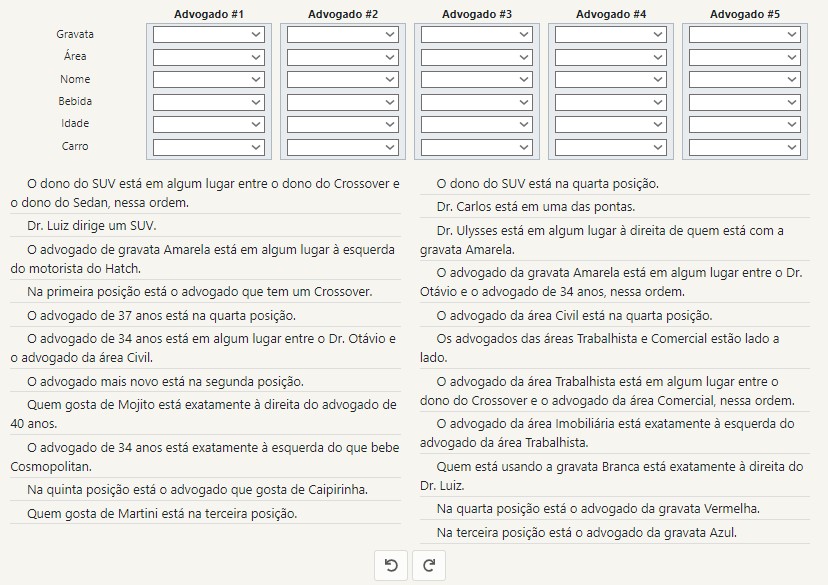 Advogado #1 Advogado #2 Advogado #3 Advogado #4 Advogado #5
Gravata
Área
Nome
Bebida
Idade
Carro
O dono do SUV está em algum lugar entre o dono do Crossover e
o dono do Sedan, nessa ordem.
Dr. Luiz dirige um SUV.
O advogado de gravata Amarela está em algum lugar à esquerda
do motorista do Hatch.
Na primeira posição está o advogado que tem um Crossover.
O advogado de 37 anos está na quarta posição.
O advogado de 34 anos está em algum lugar entre o Dr. Otávio e
o advogado da área Civil.
O advogado mais novo está na segunda posição.
Quem gosta de Mojito está exatamente à direita do advogado de
40 anos.
O advogado de 34 anos está exatamente à esquerda do que bebe
Cosmopolitan.
Na quinta posição está o advogado que gosta de Caipirinha.
Quem gosta de Martini está na terceira posição.
O dono do SUV está na quarta posição.
Dr. Carlos está em uma das pontas.
Dr. Ulysses está em algum lugar à direita de quem está com a
gravata Amarela.
O advogado da gravata Amarela está em algum lugar entre o Dr.
Otávio e o advogado de 34 anos, nessa ordem.
O advogado da área Civil está na quarta posição.
Os advogados das áreas Trabalhista e Comercial estão lado a
lado.
O advogado da área Trabalhista está em algum lugar entre o
dono do Crossover e o advogado da área Comercial, nessa ordem.
O advogado da área Imobiliária está exatamente à esquerda do
advogado da área Trabalhista.
Quem está usando a gravata Branca está exatamente à direita do
Dr. Luiz.
Na quarta posição está o advogado da gravata Vermelha.
Na terceira posição está o advogado da gravata Azul.